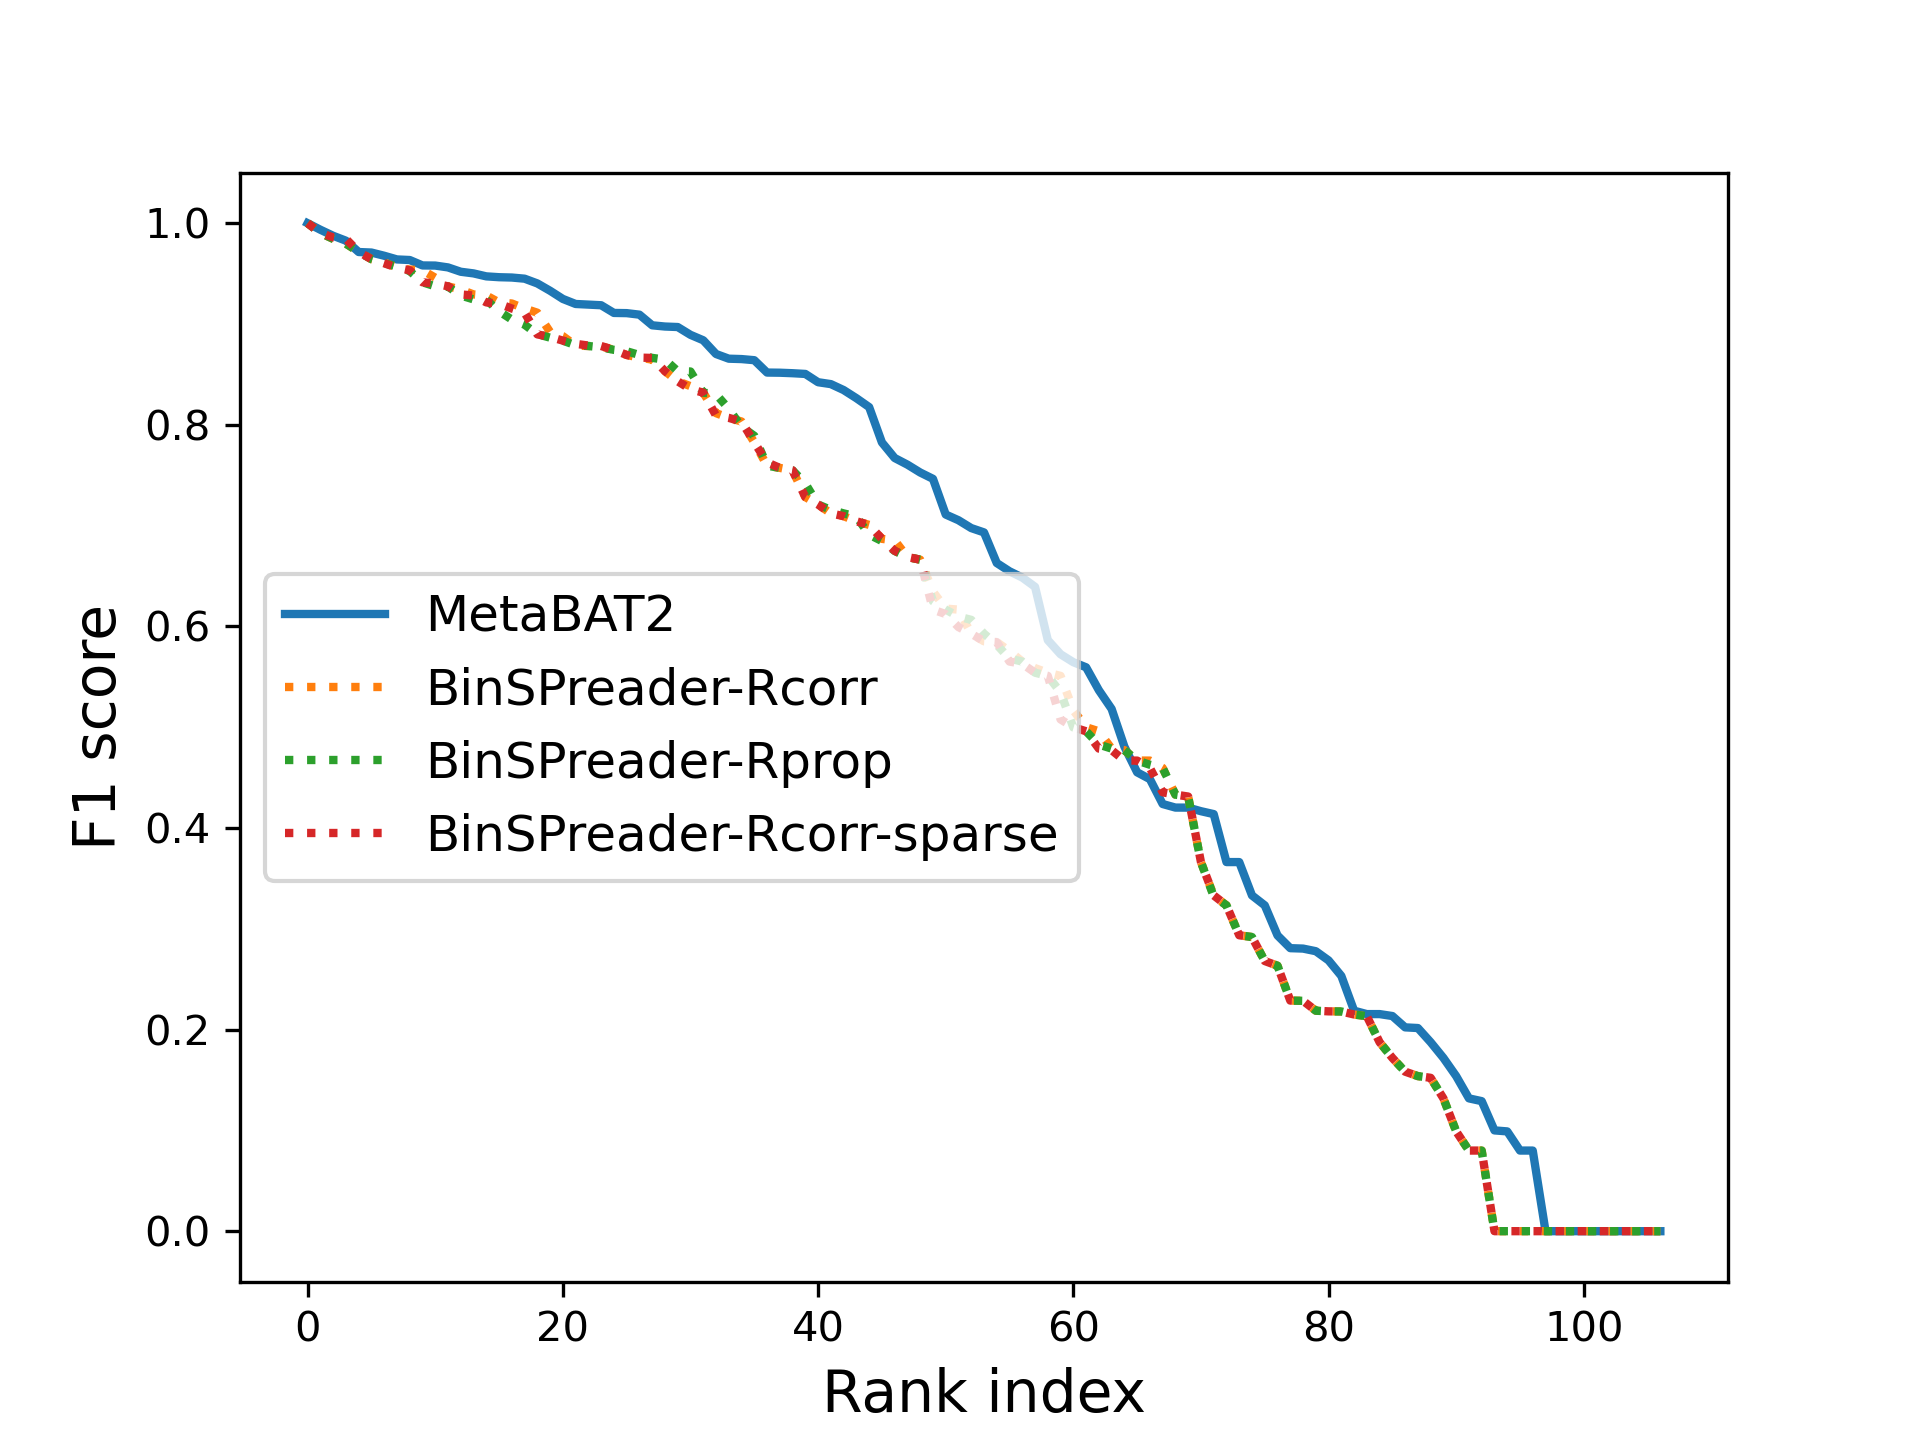 1.0
0.8
0.6
0.4
0.2
0.0
F1 score
MetaBAT2
BinSPreader-Rcorr
BinSPreader-Rprop
BinSPreader-Rcorr-sparse
0 20 40 60 80 100
Rank index